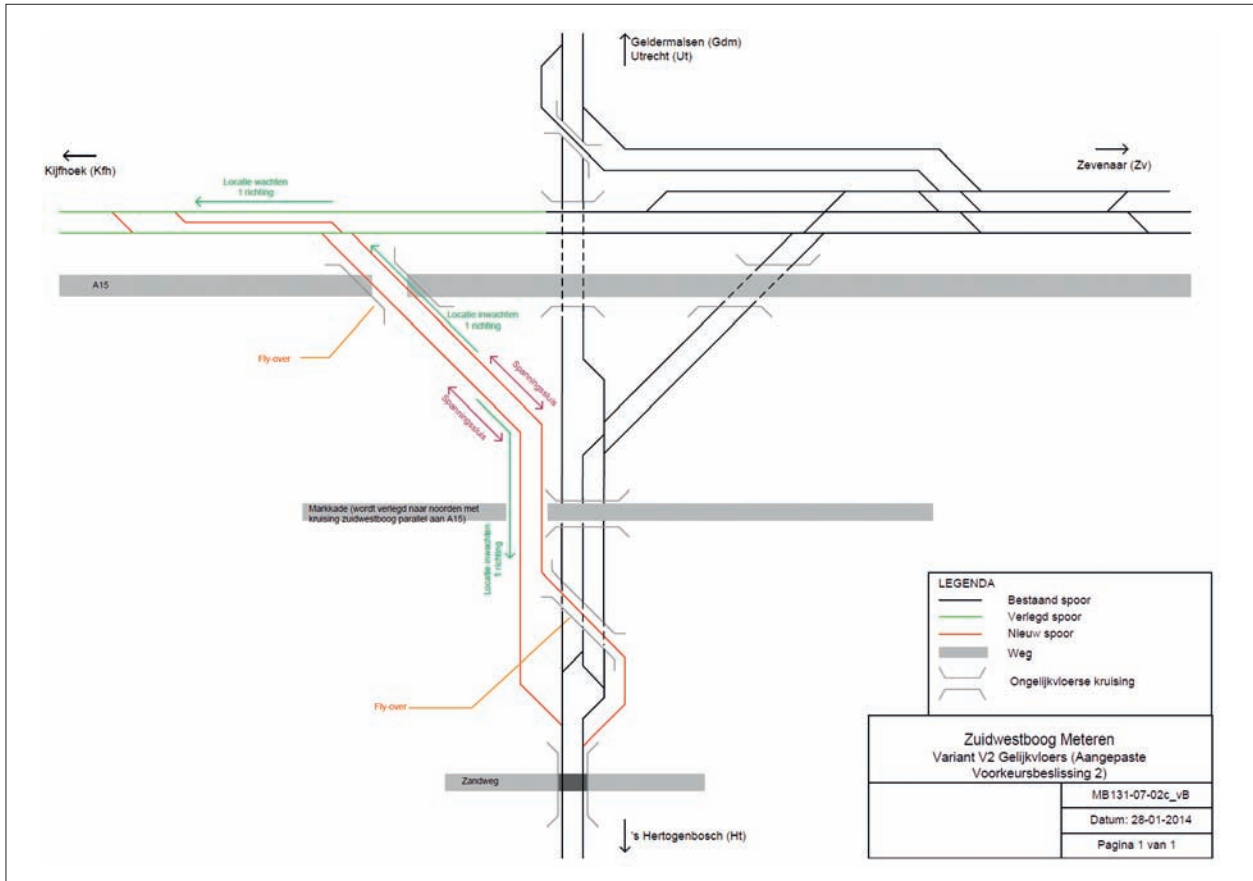 Geldermalsen (Gdm)
Utrecht (Ut)
Kijfhoek (Kfh)
Zevenaar (Zv)
Locatie wachten
1 richting
A15
Locatie inwachten
1 richting
Fly-over
Spanningssluis
Spanningssluis
Markkade (wordt verlegd naar noorden met
kruising zuidwestboog parallel aan A15)
Locatie inwachten
1 richting
Fly-over
Zandweg
's Hertogenbosch (Ht)
LEGENDA
Bestaand spoor
Verlegd spoor
Nieuw spoor
Weg
Ongelijkvloerse kruising
Zuidwestboog Meteren
Variant V2 Gelijkvloers (Aangepaste
Voorkeursbeslissing 2)
MB131-07-02c_vB
Datum: 28-01-2014
Pagina 1 van 1